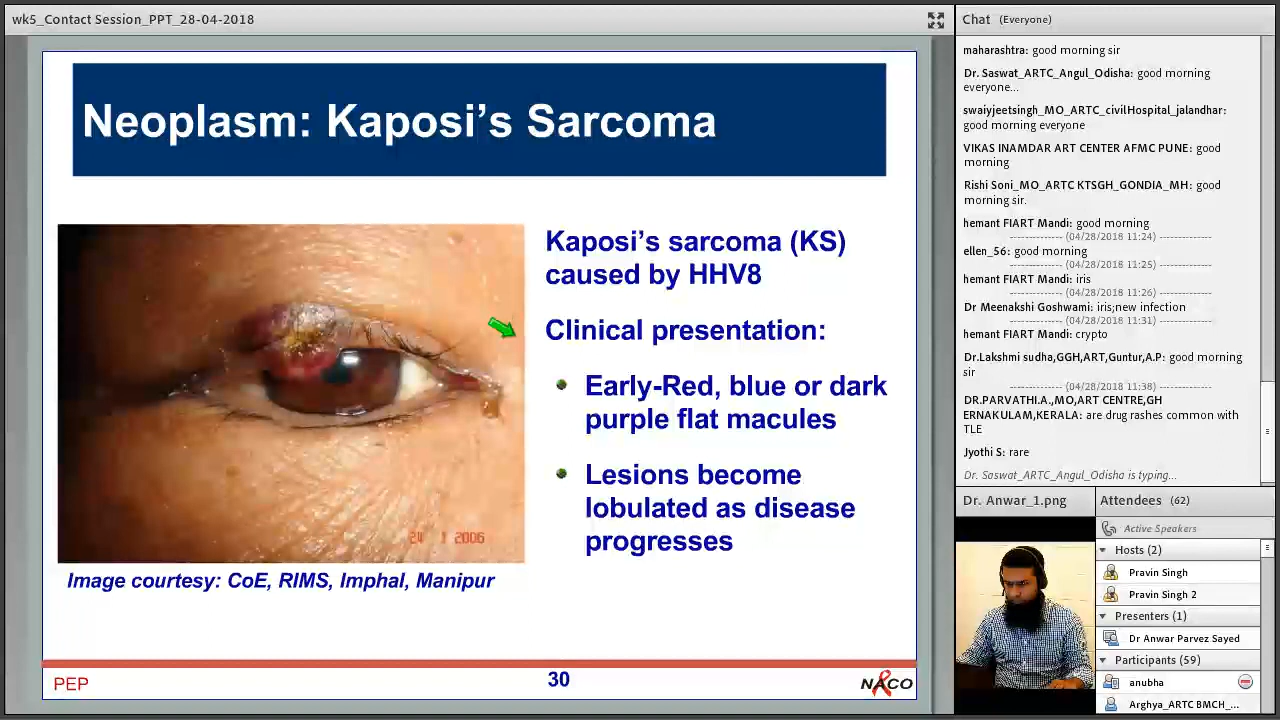 wk5_Contact Session_PPT_28-04-2018
Neoplasm: Kaposi's Sarcoma
Kaposi's sarcoma (KS)
caused by HHV8
Clinical presentation:
Early-Red, blue or dark
purple flat macules
Lesions become
lobulated as disease
progresses
Image courtesy: CoE, RIMS, Imphal, Manipur
PEP
30
NACO
Chat (Everyone)
maharashtra: good morning sir
Dr. Saswat_ARTC_Angul_Odisha: good morning
everyone...
swaiyjeetsingh_MO_ARTC_civilHospital_jalandhar:
good morning everyone
VIKAS INAMDAR ART CENTER AFMC PUNE: good
morning
Rishi Soni_MO_ARTC KTSGH_GONDIA_MH: good
morning sir.
hemant FIART Mandi: good morning
------------- (04/28/2018 11:24) -------------
ellen_56: good morning
------------- (04/28/2018 11:25) -------------
hemant FIART Mandi: iris
------------- (04/28/2018 11:26) -------------
Dr Meenakshi Goshwami: iris;new infection
------------- (04/28/2018 11:31) -------------
hemant FIART Mandi: crypto
Dr.Lakshmi sudha,GGH,ART,Guntur,A.P: good morning
sir
------------- (04/28/2018 11:38) -------------
DR.PARVATHI.A.,MO,ART CENTRE,GH
ERNAKULAM,KERALA: are drug rashes common with
TLE
Jyothi S: rare
Dr. Saswat_ARTC_Angul_Odisha is typing...
Dr. Anwar_1.png
Attendees (62)
Active Speakers
Hosts (2)
Pravin Singh
Pravin Singh 2
Presenters (1)
Dr Anwar Parvez Sayed
Participants (59)
anubha
Arghya_ARTC BMCH_...